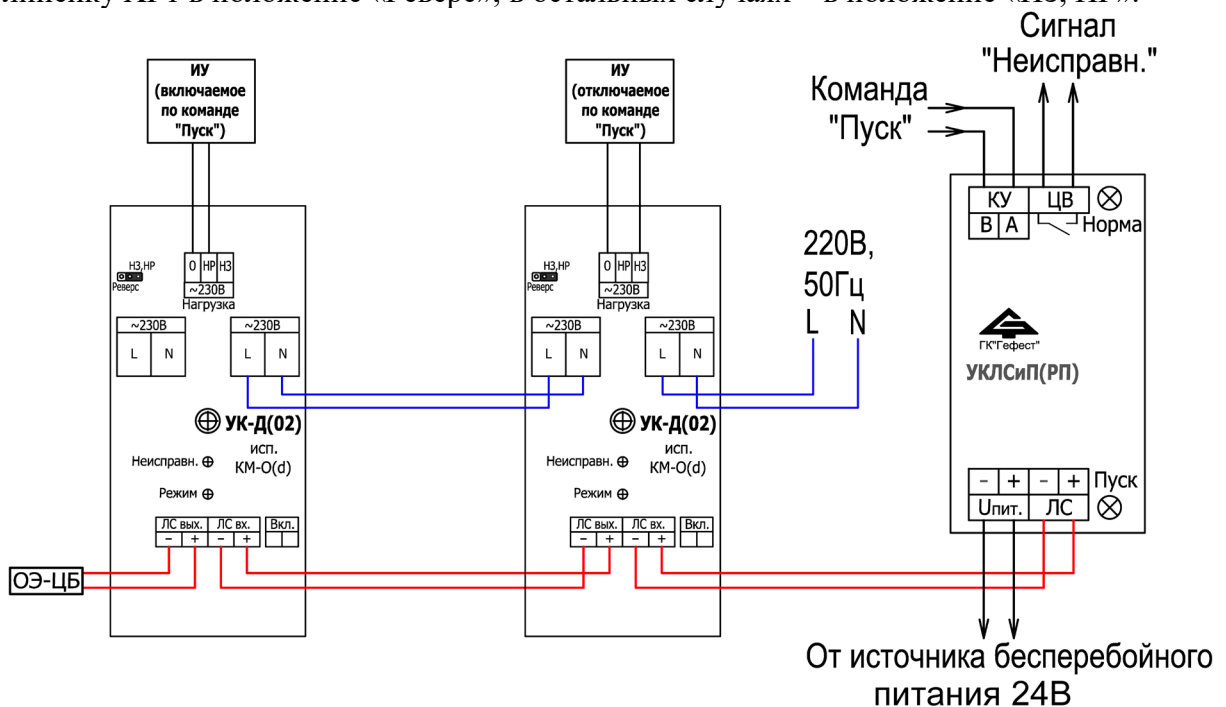 Сигнал
"Неисправн."
Команда
"Пуск"
ИУ
(включаемое
по команде
"Пуск")
ИУ
(отключаемое
по команде
"Пуск")
КУ ЦВ
В А
Норма
220В,
50Гц
L N
НЗ,НР
Реверс
О НР НЗ
~230В
Нагрузка
~230В ~230В
L N L N
УК-Д(02)
исп.
КМ-О(d)
Неисправн.
Режим
ЛС вых. ЛС вх. Вкл.
– + – +
НЗ,НР
Реверс
О НР НЗ
~230В
Нагрузка
~230В ~230В
L N L N
УК-Д(02)
исп.
КМ-О(d)
Неисправн.
Режим
ЛС вых. ЛС вх. Вкл.
– + – +
ГК"Гефест"
УКЛСиП(РП)
– + – + Пуск
Uпит. ЛС
ОЭ-ЦБ
От источника бесперебойного
питания 24В